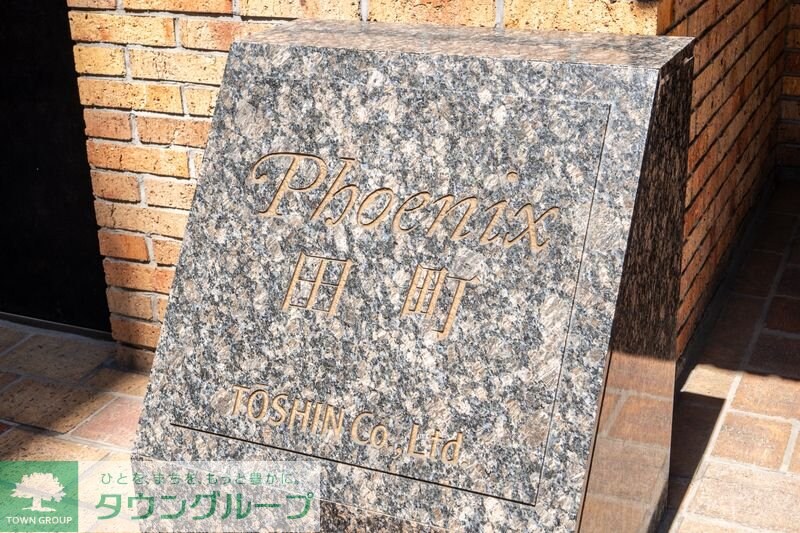 Phoenix
田町
TOSHIN Co.,Ltd
ひとを、まちを、もっと豊かに。
タウングループ
TOWN GROUP